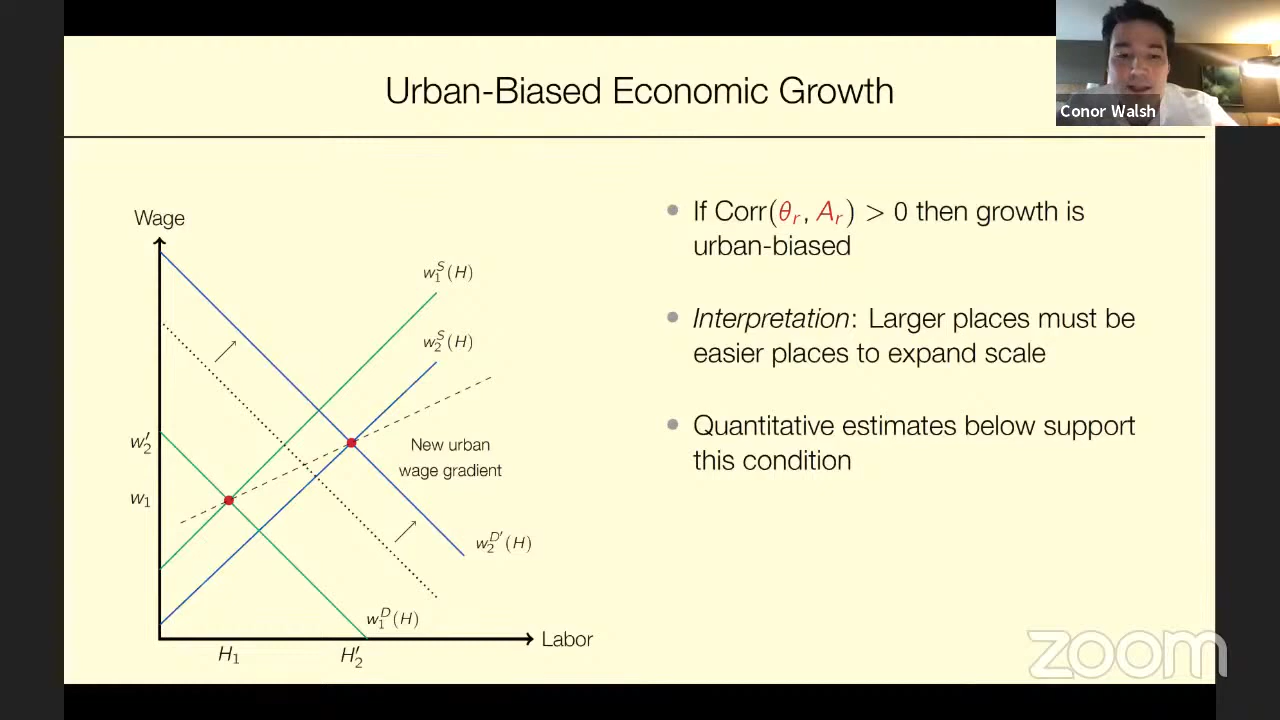 Urban-Biased Economic Growth
Conor Walsh
Wage
w₁ˢ(H)
w₂ˢ(H)
w₂′
w₁
New urban
wage gradient
w₂ᴰ′(H)
w₁ᴰ(H)
Labor
H₁
H₂′
If Corr(θᵣ, Aᵣ) > 0 then growth is
urban-biased
Interpretation: Larger places must be
easier places to expand scale
Quantitative estimates below support
this condition
zoom